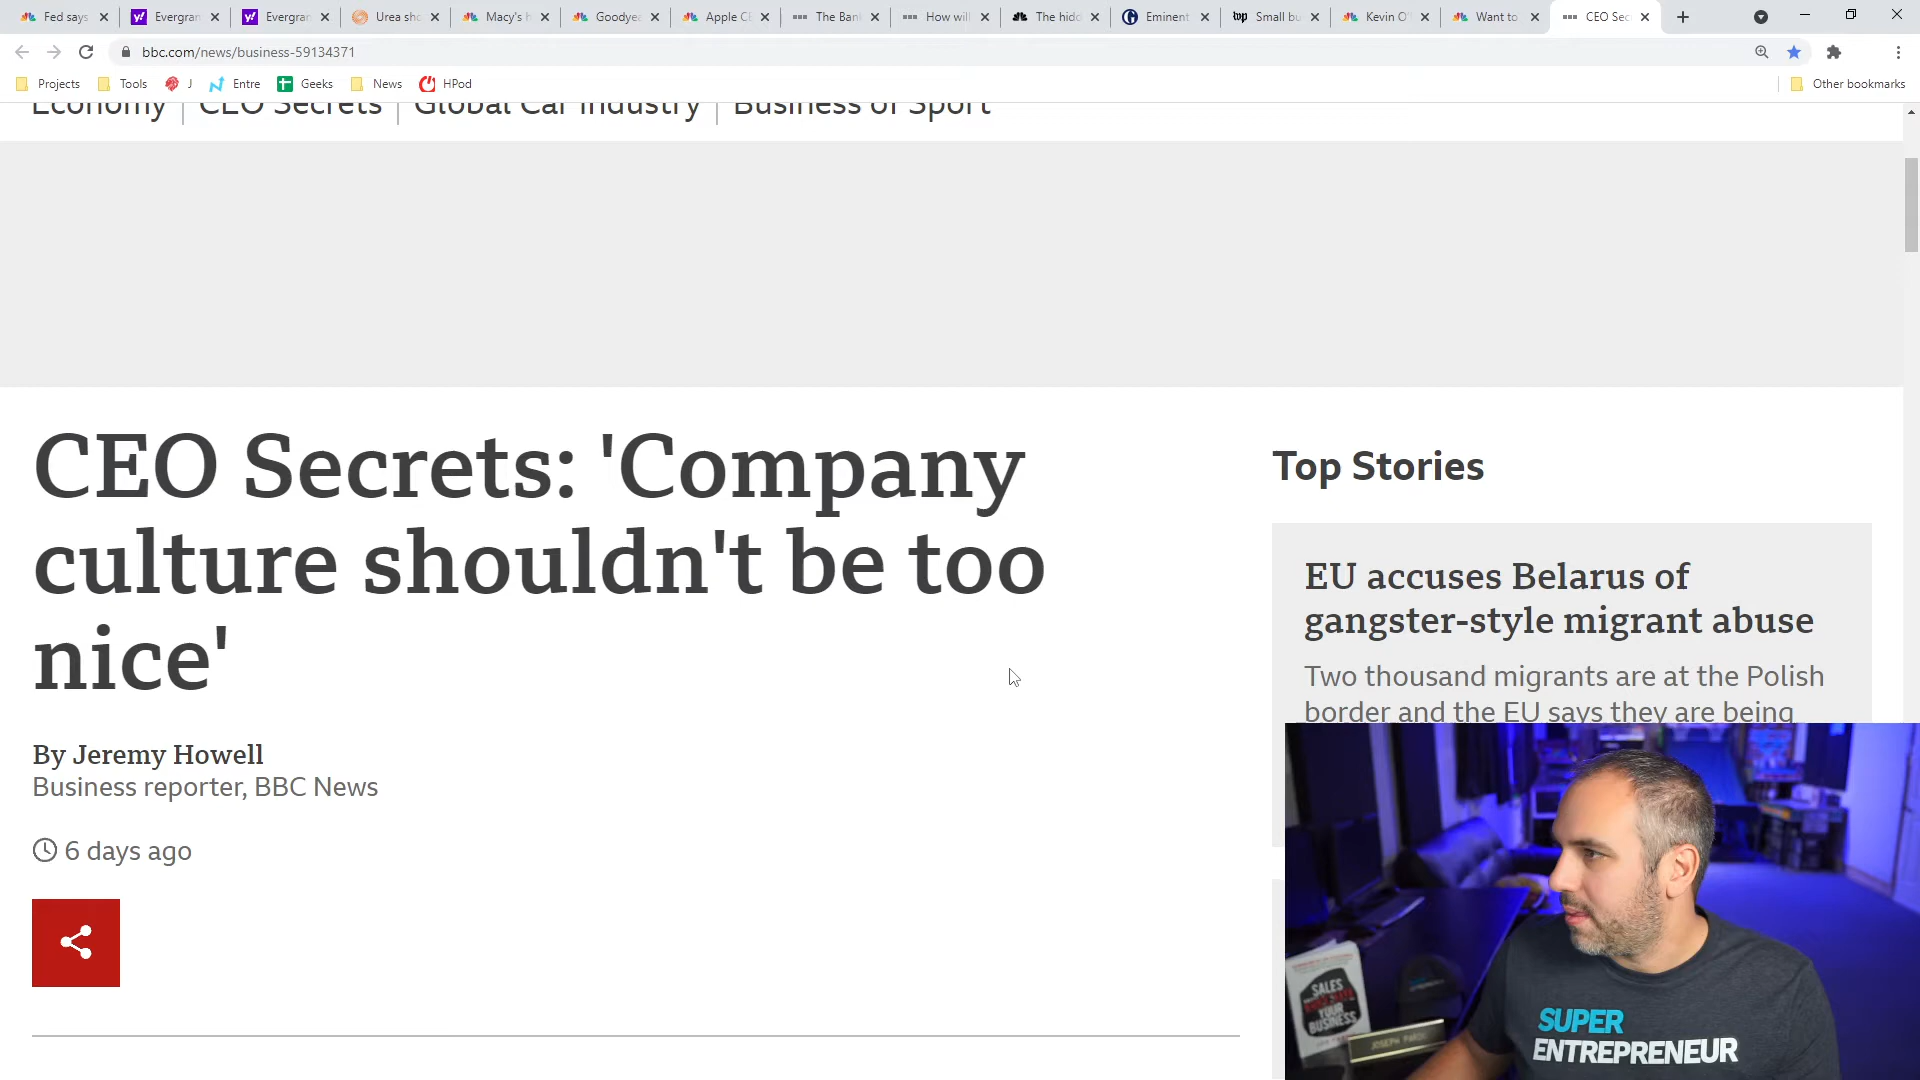 Fed says
Evergran
Evergran
Urea sho
Macy's h
Goodyea
Apple CE
The Ban
How will
The hidd
Eminent
Small bu
Kevin O'
Want to
CEO Sec
bbc.com/news/business-59134371
Projects
Tools
J
Entre
Geeks
News
HPod
Other bookmarks
Economy
CEO Secrets
Global Car Industry
Business of Sport
CEO Secrets: 'Company
culture shouldn't be too
nice'
By Jeremy Howell
Business reporter, BBC News
6 days ago
Top Stories
EU accuses Belarus of
gangster-style migrant abuse
Two thousand migrants are at the Polish
border and the EU says they are being
SALES
YOUR
BUSINESS
JOSEPH
SUPER
ENTREPRENEUR